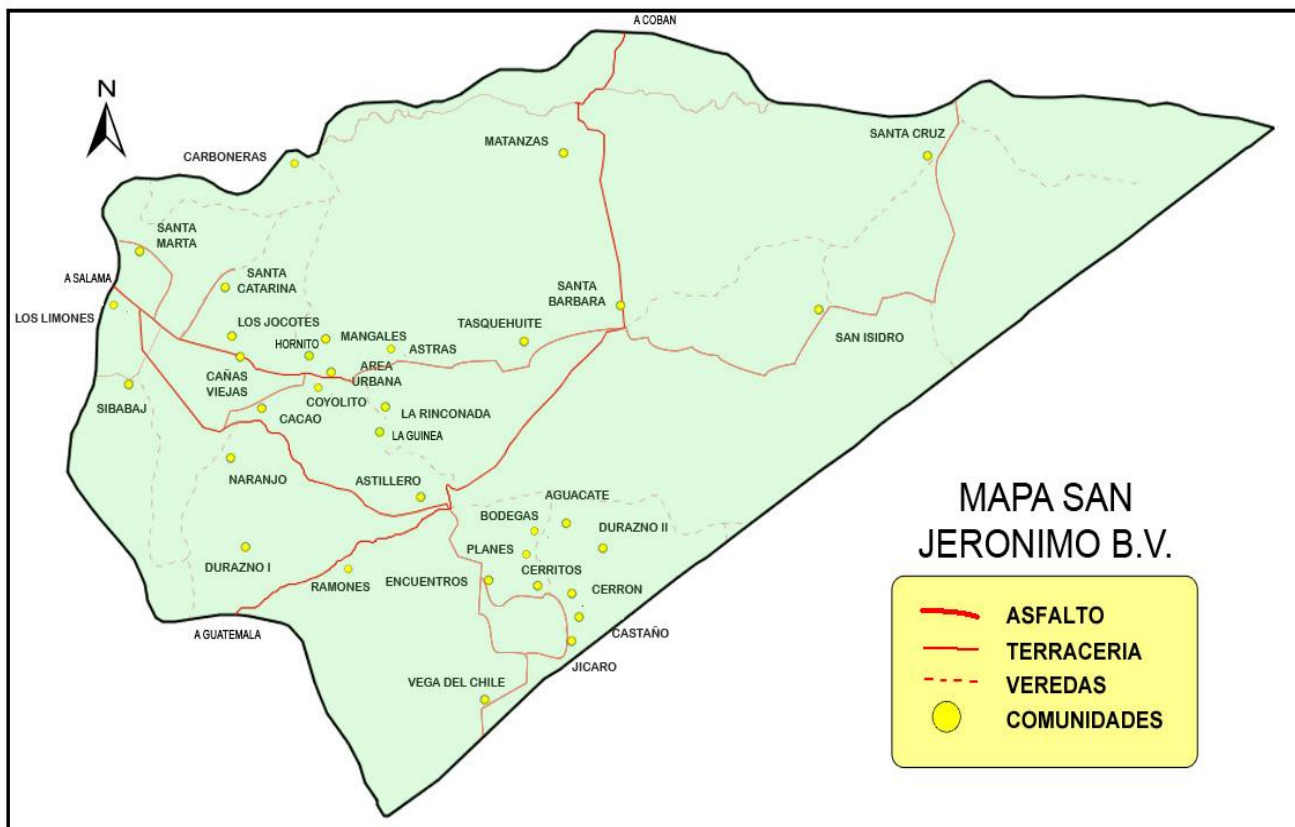 A COBAN
N
MATANZAS
SANTA CRUZ
CARBONERAS
SANTA
MARTA
A SALAMA
SANTA
CATARINA
SANTA
BARBARA
LOS LIMONES
LOS JOCOTES
MANGALES
TASQUEHUITE
HORNITO
ASTRAS
SAN ISIDRO
AREA
URBANA
CAÑAS
VIEJAS
SIBABAJ
COYOLITO
CACAO
LA RINCONADA
LA GUINEA
NARANJO
ASTILLERO
AGUACATE
BODEGAS
DURAZNO II
PLANES
DURAZNO I
CERRITOS
RAMONES
ENCUENTROS
CERRON
A GUATEMALA
CASTAÑO
JICARO
VEGA DEL CHILE
MAPA SAN
JERONIMO B.V.
ASFALTO
TERRACERIA
VEREDAS
COMUNIDADES